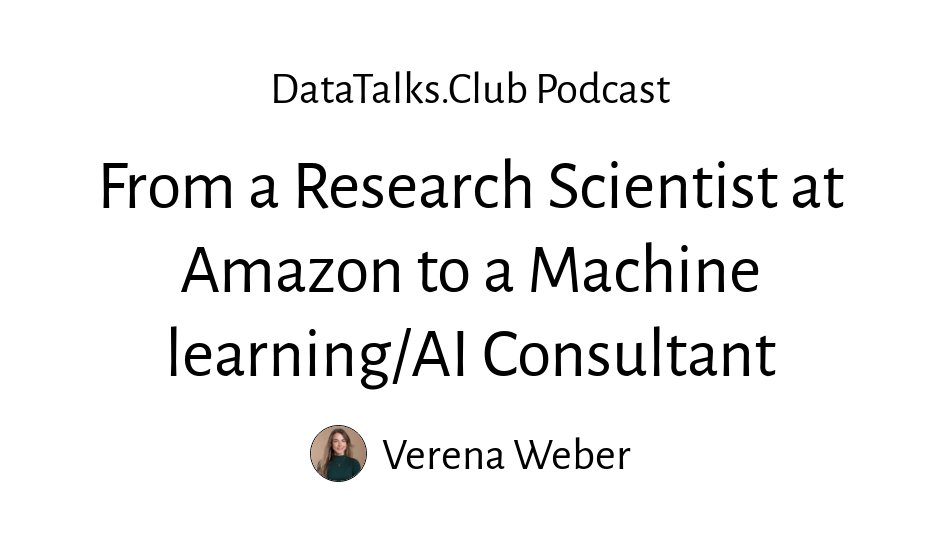 DataTalks.Club Podcast
From a Research Scientist at
Amazon to a Machine
learning/AI Consultant
Verena Weber